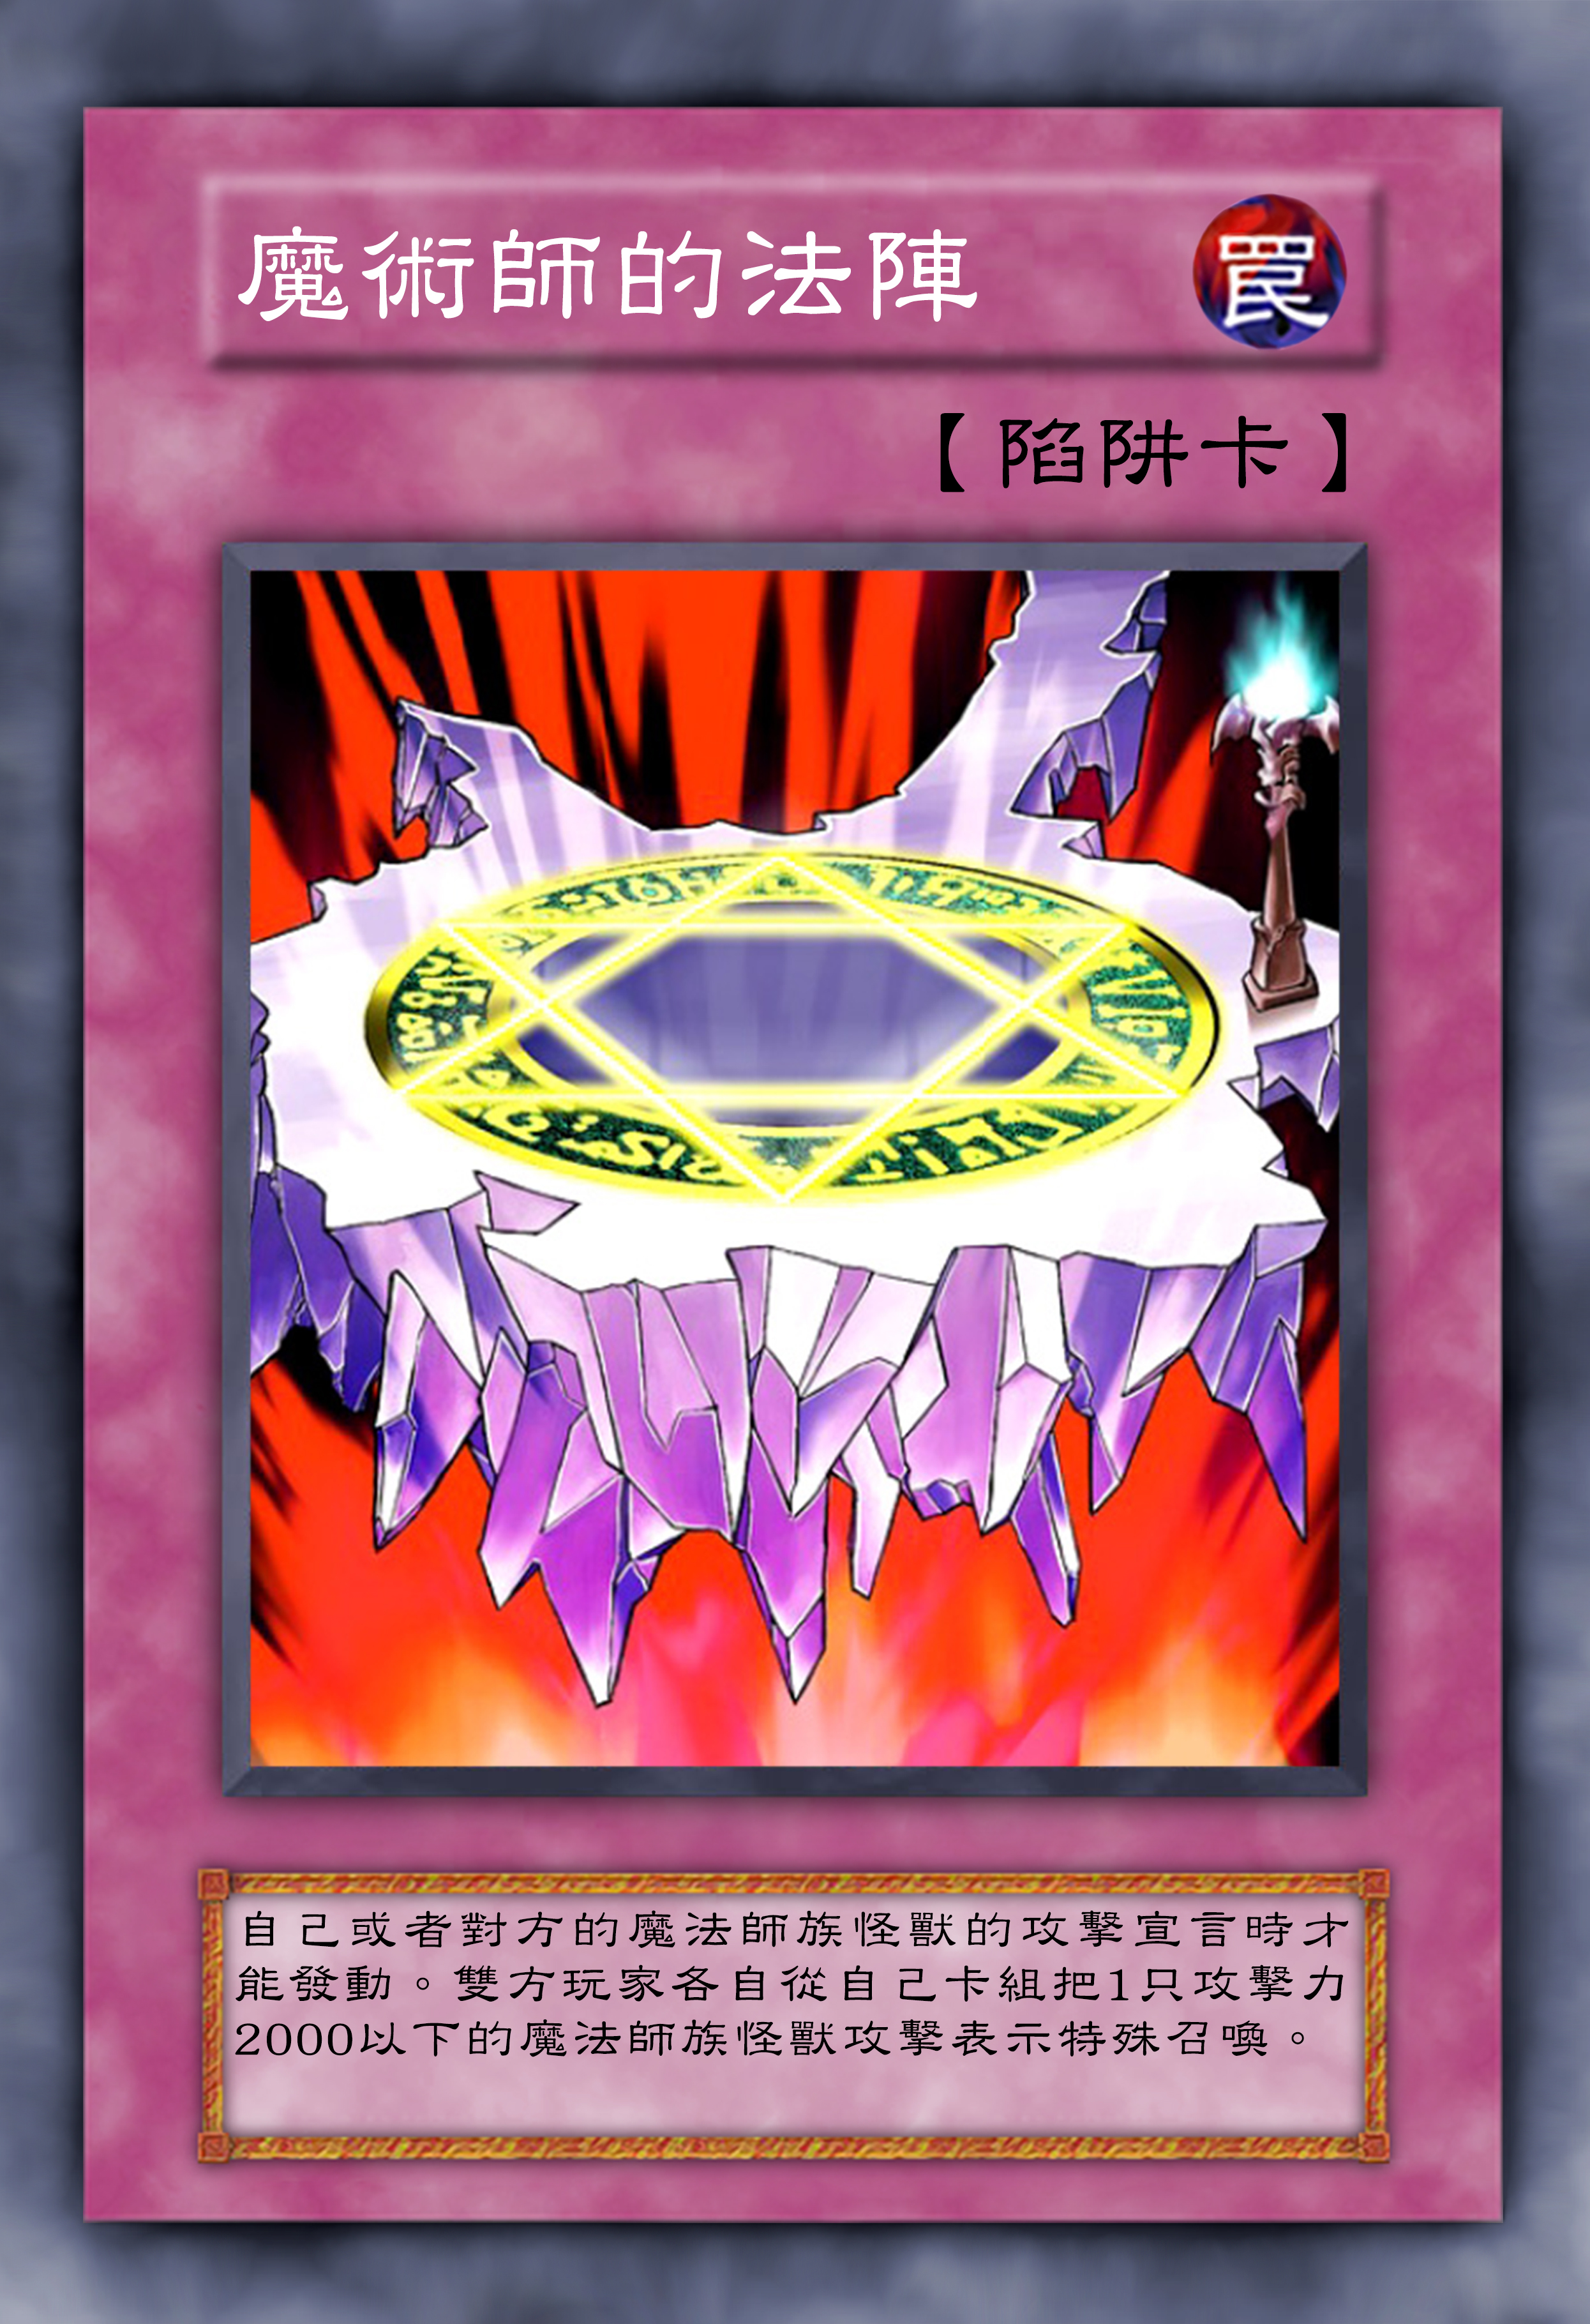 魔術師的法陣
罠
【陷阱卡】
自己或者對方的魔法師族怪獸的攻擊宣言時才
能發動。雙方玩家各自從自己卡組把1只攻擊力
2000以下的魔法師族怪獸攻擊表示特殊召喚。